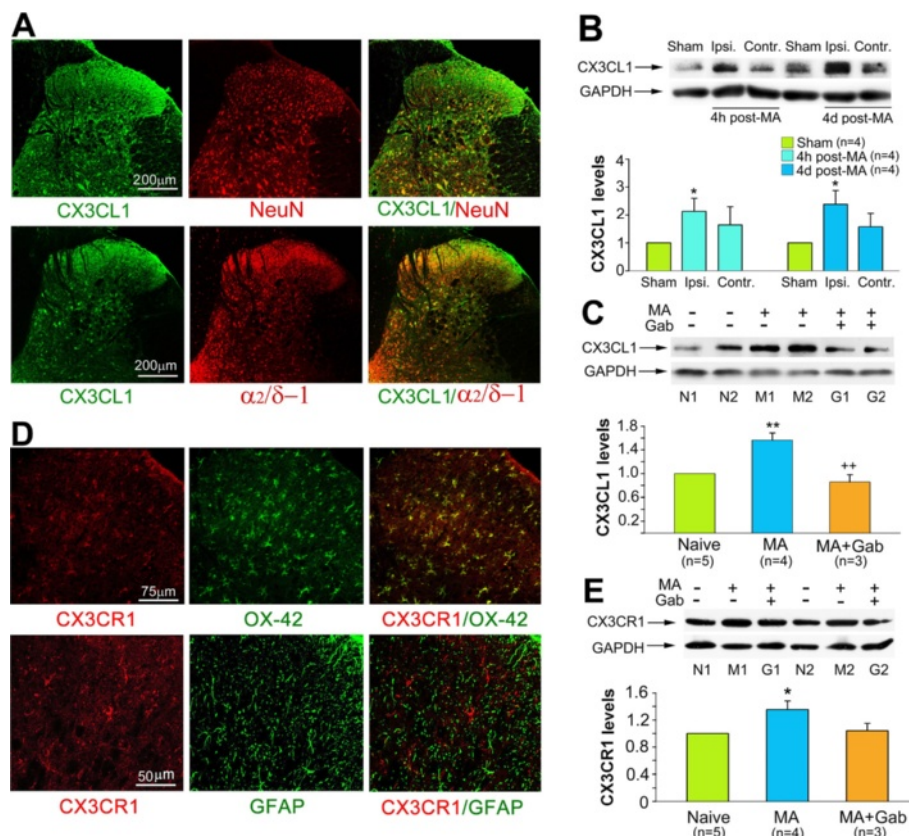 A
200μm
CX3CL1 NeuN CX3CL1/NeuN
200μm
CX3CL1 α2/δ-1 CX3CL1/α2/δ-1
B
Sham Ipsi. Contr. Sham Ipsi. Contr.
CX3CL1
GAPDH
4h post-MA 4d post-MA
Sham (n=4)
4h post-MA (n=4)
4d post-MA (n=4)
CX3CL1 levels
4
3
2
1
0
* *
Sham Ipsi. Contr. Sham Ipsi. Contr.
C
MA - - + + + +
Gab - - - - + +
CX3CL1
GAPDH
N1 N2 M1 M2 G1 G2
CX3CL1 levels
1.8
1.4
1.0
0.6
0.2
** ++
Naive MA MA+Gab
(n=5) (n=4) (n=3)
D
75μm
CX3CR1 OX-42 CX3CR1/OX-42
50μm
CX3CR1 GFAP CX3CR1/GFAP
E
MA - + + - + +
Gab - - + - - +
CX3CR1
GAPDH
N1 M1 G1 N2 M2 G2
CX3CR1 levels
1.6
1.2
0.8
0.4
0
*
Naive MA MA+Gab
(n=5) (n=4) (n=3)